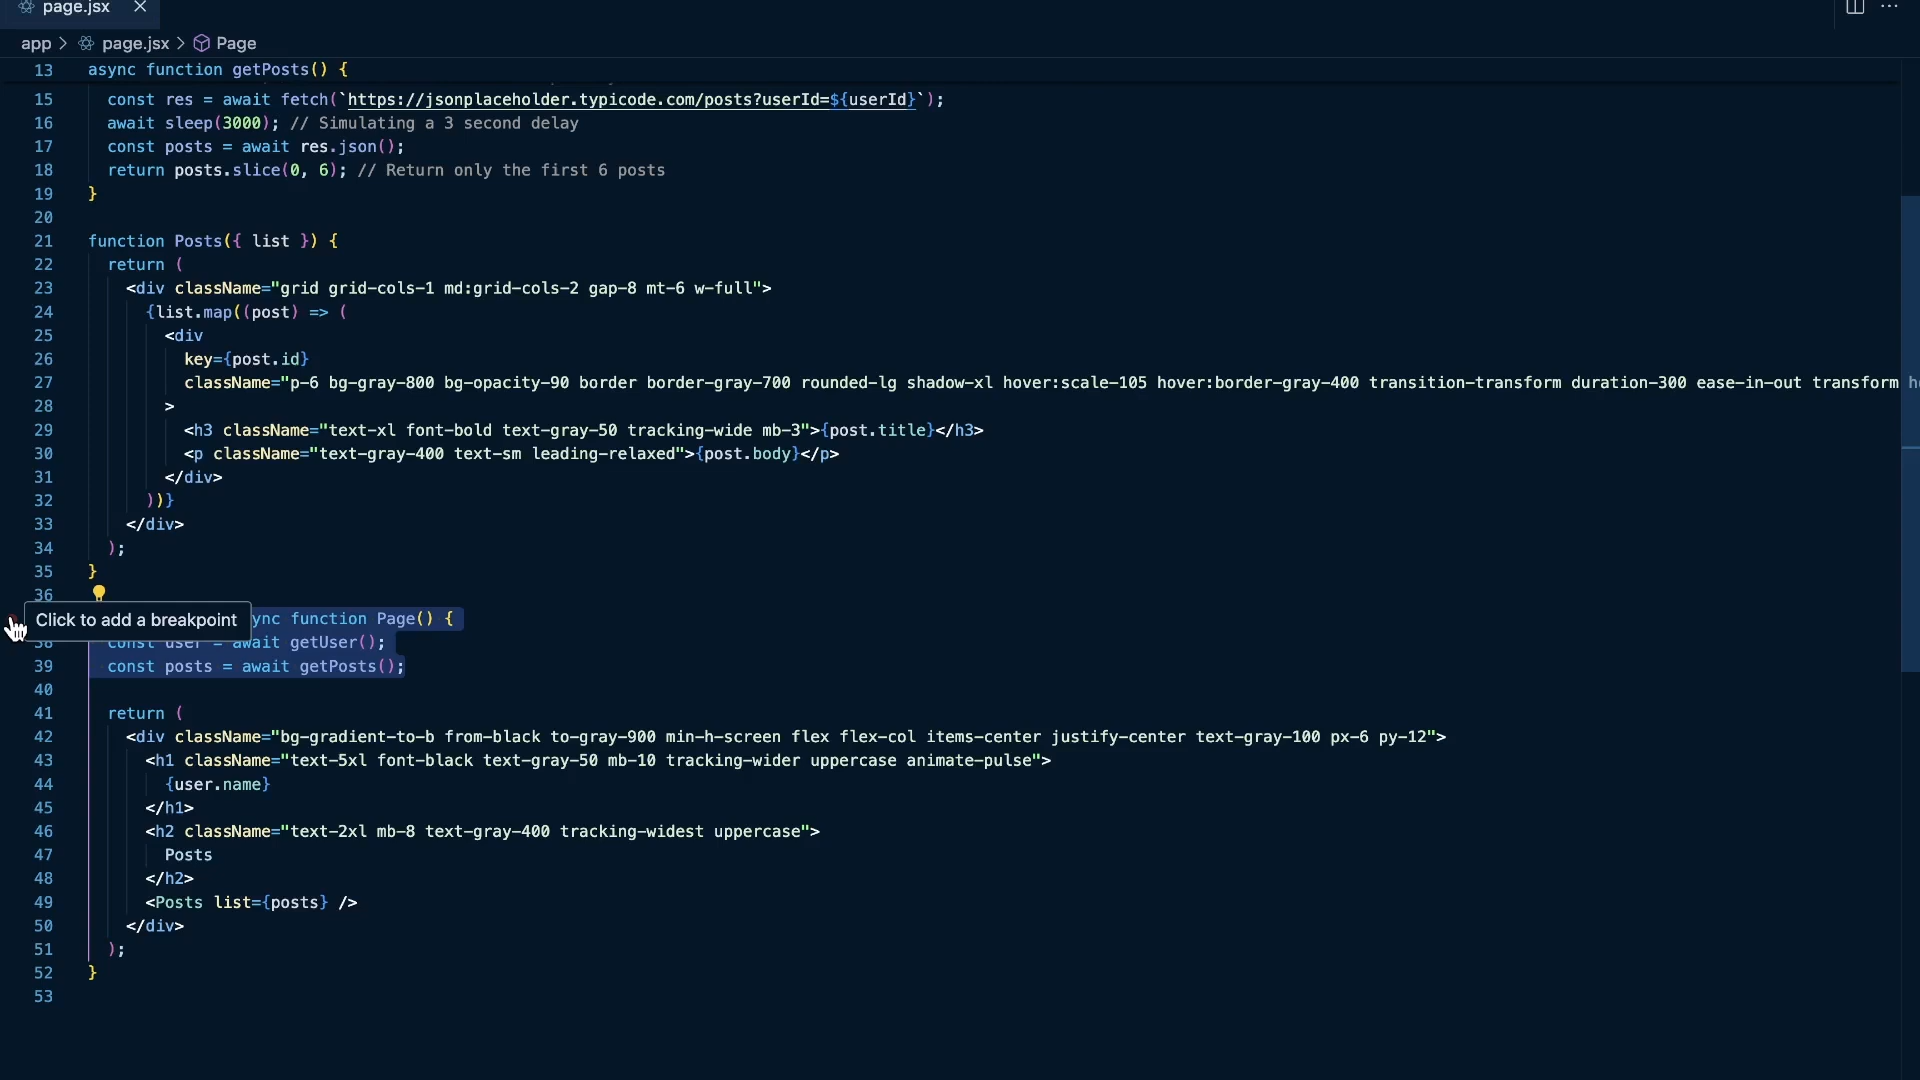 page.jsx
app > page.jsx > Page
13 async function getPosts() {
15 const res = await fetch(`https://jsonplaceholder.typicode.com/posts?userId=${userId}`);
16 await sleep(3000); // Simulating a 3 second delay
17 const posts = await res.json();
18 return posts.slice(0, 6); // Return only the first 6 posts
19 }
20
21 function Posts({ list }) {
22 return (
23 <div className="grid grid-cols-1 md:grid-cols-2 gap-8 mt-6 w-full">
24 {list.map((post) => (
25 <div
26 key={post.id}
27 className="p-6 bg-gray-800 bg-opacity-90 border border-gray-700 rounded-lg shadow-xl hover:scale-105 hover:border-gray-400 transition-transform duration-300 ease-in-out transform
28 >
29 <h3 className="text-xl font-bold text-gray-50 tracking-wide mb-3">{post.title}</h3>
30 <p className="text-gray-400 text-sm leading-relaxed">{post.body}</p>
31 </div>
32 ))}
33 </div>
34 );
35 }
36
Click to add a breakpoint ync function Page() {
38 const user = await getUser();
39 const posts = await getPosts();
40
41 return (
42 <div className="bg-gradient-to-b from-black to-gray-900 min-h-screen flex flex-col items-center justify-center text-gray-100 px-6 py-12">
43 <h1 className="text-5xl font-black text-gray-50 mb-10 tracking-wider uppercase animate-pulse">
44 {user.name}
45 </h1>
46 <h2 className="text-2xl mb-8 text-gray-400 tracking-widest uppercase">
47 Posts
48 </h2>
49 <Posts list={posts} />
50 </div>
51 );
52 }
53